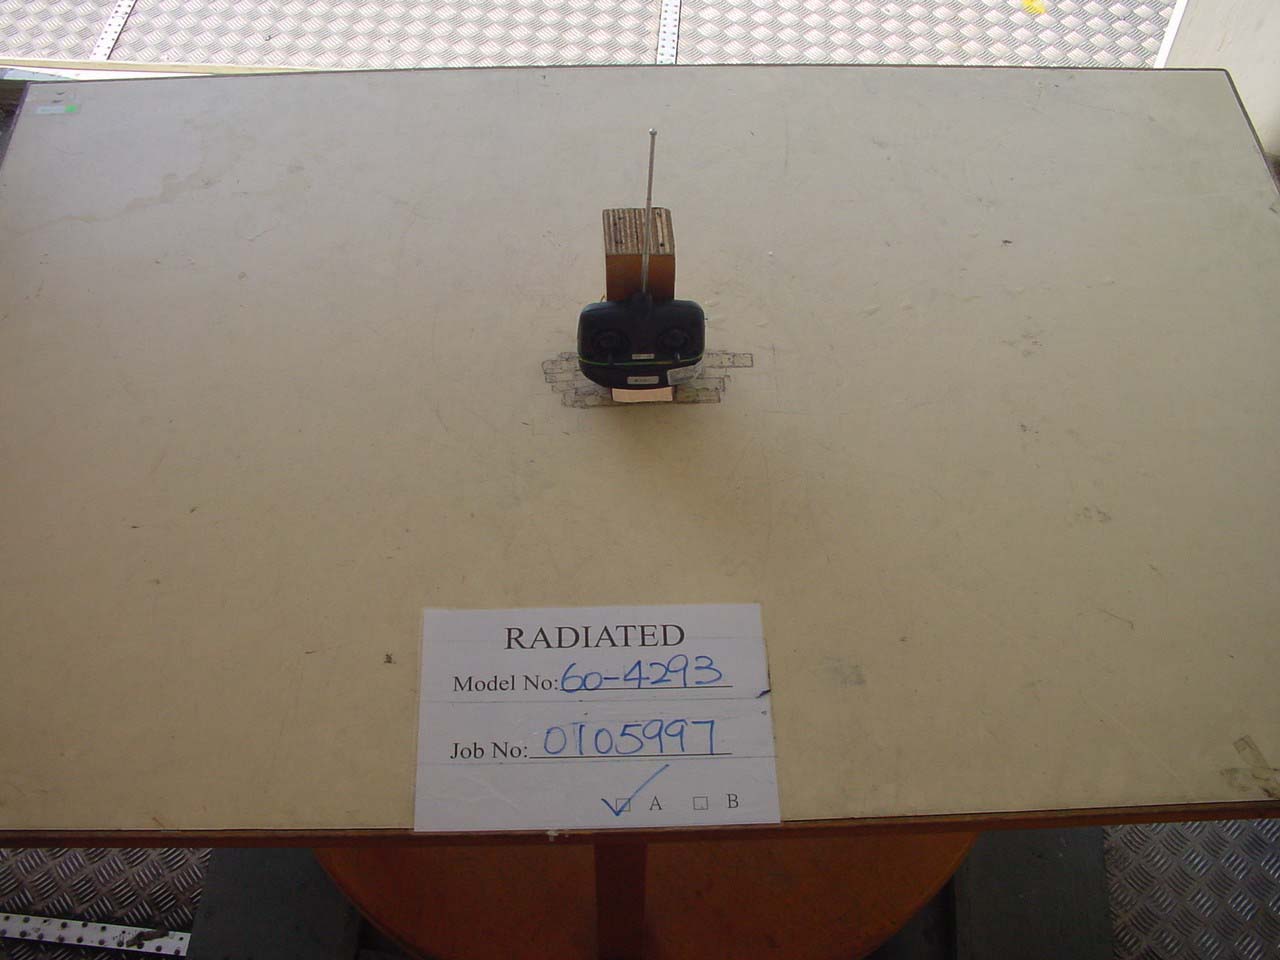 RADIATED
Model No: 60-4293
Job No: 0105997
A B